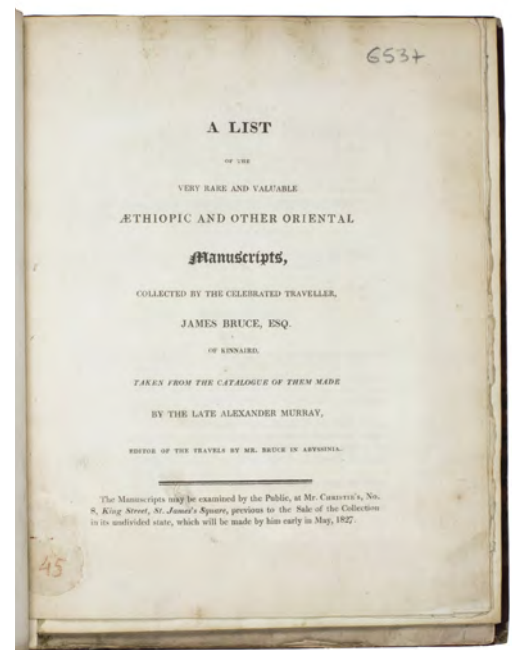 6537
A LIST
OF THE
VERY RARE AND VALUABLE
ÆTHIOPIC AND OTHER ORIENTAL
Manuscripts,
COLLECTED BY THE CELEBRATED TRAVELLER,
JAMES BRUCE, ESQ.
OF KINNAIRD,
TAKEN FROM THE CATALOGUE OF THEM MADE
BY THE LATE ALEXANDER MURRAY,
EDITOR OF THE TRAVELS BY MR. BRUCE IN ABYSSINIA.
The Manuscripts may be examined by the Public, at Mr. CHRISTIE'S, No.
8, King Street, St. James's Square, previous to the Sale of the Collection
in its undivided state, which will be made by him early in May, 1827.
45